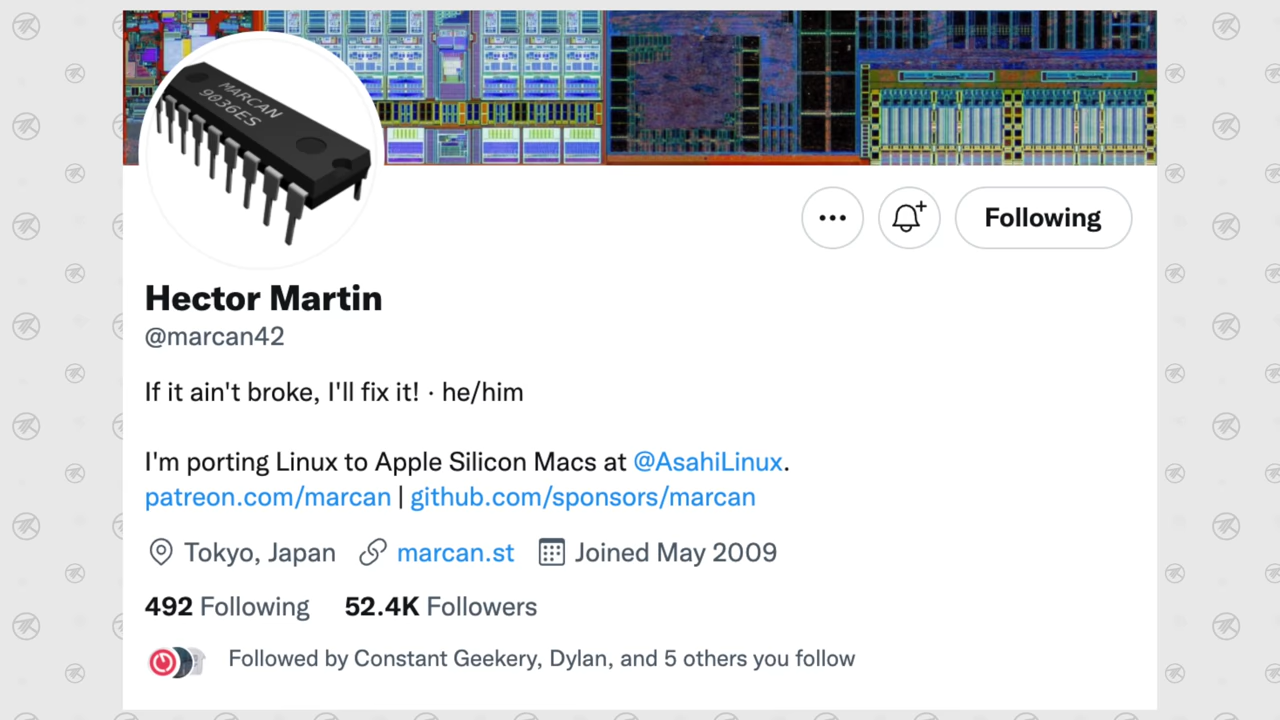 MARCAN
9036ES
Following
Hector Martin
@marcan42
If it ain't broke, I'll fix it! · he/him
I'm porting Linux to Apple Silicon Macs at @AsahiLinux.
patreon.com/marcan | github.com/sponsors/marcan
Tokyo, Japan marcan.st Joined May 2009
492 Following 52.4K Followers
Followed by Constant Geekery, Dylan, and 5 others you follow